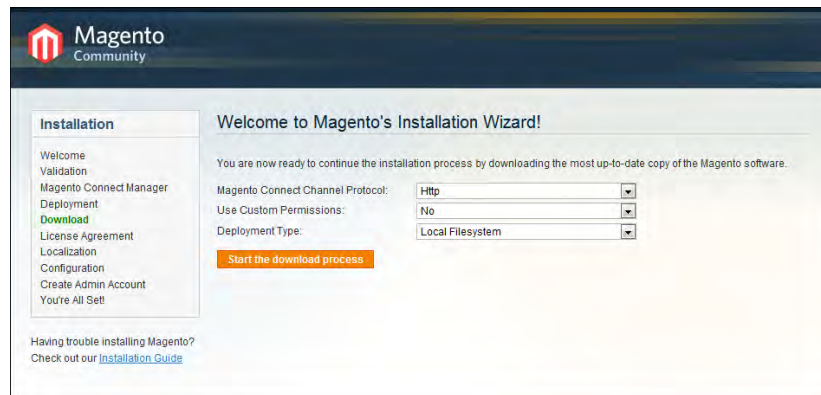 Magento
Community
Installation
Welcome
Validation
Magento Connect Manager
Deployment
Download
License Agreement
Localization
Configuration
Create Admin Account
You're All Set!
Having trouble installing Magento?
Check out our Installation Guide
Welcome to Magento's Installation Wizard!
You are now ready to continue the installation process by downloading the most up-to-date copy of the Magento software.
Magento Connect Channel Protocol: Http
Use Custom Permissions: No
Deployment Type: Local Filesystem
Start the download process